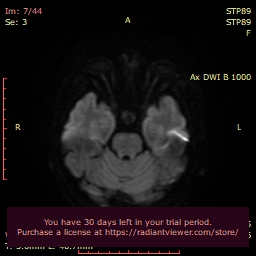 Im: 7/44
Se: 3
A
STP89
STP89
F
Ax DWI B 1000
R
L
You have 30 days left in your trial period.
Purchase a license at https://radiantviewer.com/store/